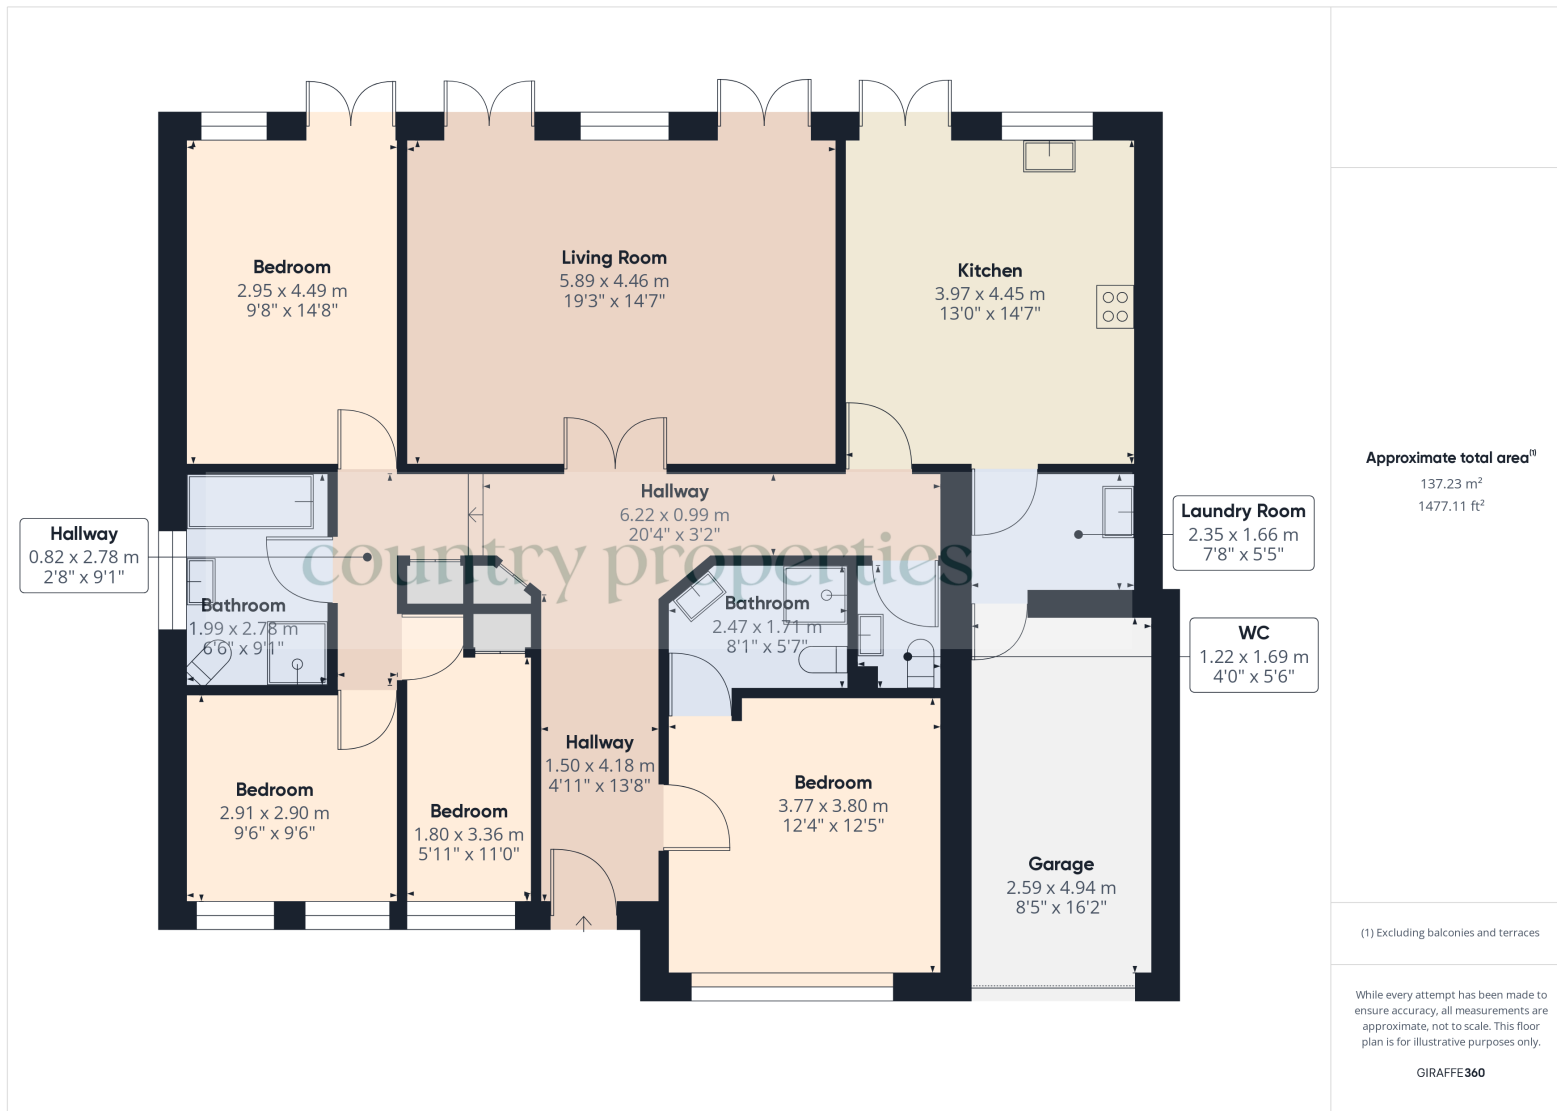 Bedroom
2.95 x 4.49 m
9'8" x 14'8"
Living Room
5.89 x 4.46 m
19'3" x 14'7"
Kitchen
3.97 x 4.45 m
13'0" x 14'7"
Hallway
0.82 x 2.78 m
2'8" x 9'1"
Hallway
6.22 x 0.99 m
20'4" x 3'2"
Laundry Room
2.35 x 1.66 m
7'8" x 5'5"
country properties
Bathroom
1.99 x 2.78 m
6'6" x 9'1"
Bathroom
2.47 x 1.71 m
8'1" x 5'7"
WC
1.22 x 1.69 m
4'0" x 5'6"
Bedroom
2.91 x 2.90 m
9'6" x 9'6"
Bedroom
1.80 x 3.36 m
5'11" x 11'0"
Hallway
1.50 x 4.18 m
4'11" x 13'8"
Bedroom
3.77 x 3.80 m
12'4" x 12'5"
Garage
2.59 x 4.94 m
8'5" x 16'2"
Approximate total area(1)
137.23 m²
1477.11 ft²
(1) Excluding balconies and terraces
While every attempt has been made to
ensure accuracy, all measurements are
approximate, not to scale. This floor
plan is for illustrative purposes only.
GIRAFFE360